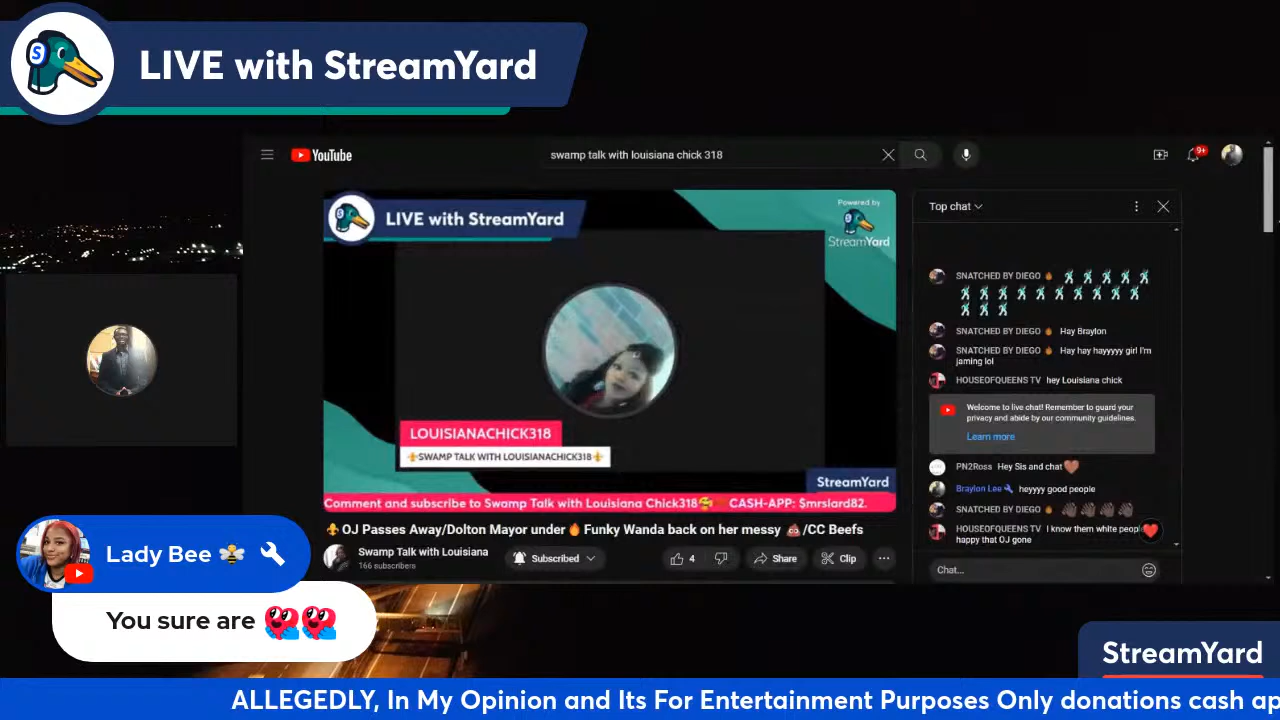 S
LIVE with StreamYard
YouTube
swamp talk with louisiana chick 318
9+
LIVE with StreamYard
Powered by
StreamYard
Top chat
SNATCHED BY DIEGO
SNATCHED BY DIEGO Hay Braylon
SNATCHED BY DIEGO Hay hay hayyyyy girl I'm
jaming lol
HOUSEOFQUEENS TV hey Louisiana chick
Welcome to live chat! Remember to guard your
privacy and abide by our community guidelines.
Learn more
PN2Ross Hey Sis and chat
Braylon Lee heyyyy good people
SNATCHED BY DIEGO
HOUSEOFQUEENS TV I know them white peopl
happy that OJ gone
Chat...
LOUISIANACHICK318
⚜️SWAMP TALK WITH LOUISIANACHICK318⚜️
StreamYard
Comment and subscribe to Swamp Talk with Louisiana Chick318🥰 CASH-APP: $mrslard82.
⚜️OJ Passes Away/Dolton Mayor under🔥Funky Wanda back on her messy 💩/CC Beefs
Swamp Talk with Louisiana
166 subscribers
Subscribed
4
Share
Clip
Lady Bee 🐝
You sure are
StreamYard
ALLEGEDLY, In My Opinion and Its For Entertainment Purposes Only donations cash ap